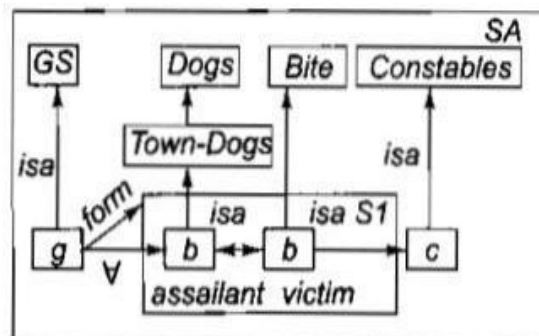 SA
GS Dogs Bite Constables
Town-Dogs
isa isa
form isa isa S1
g b b c
∀
assailant victim